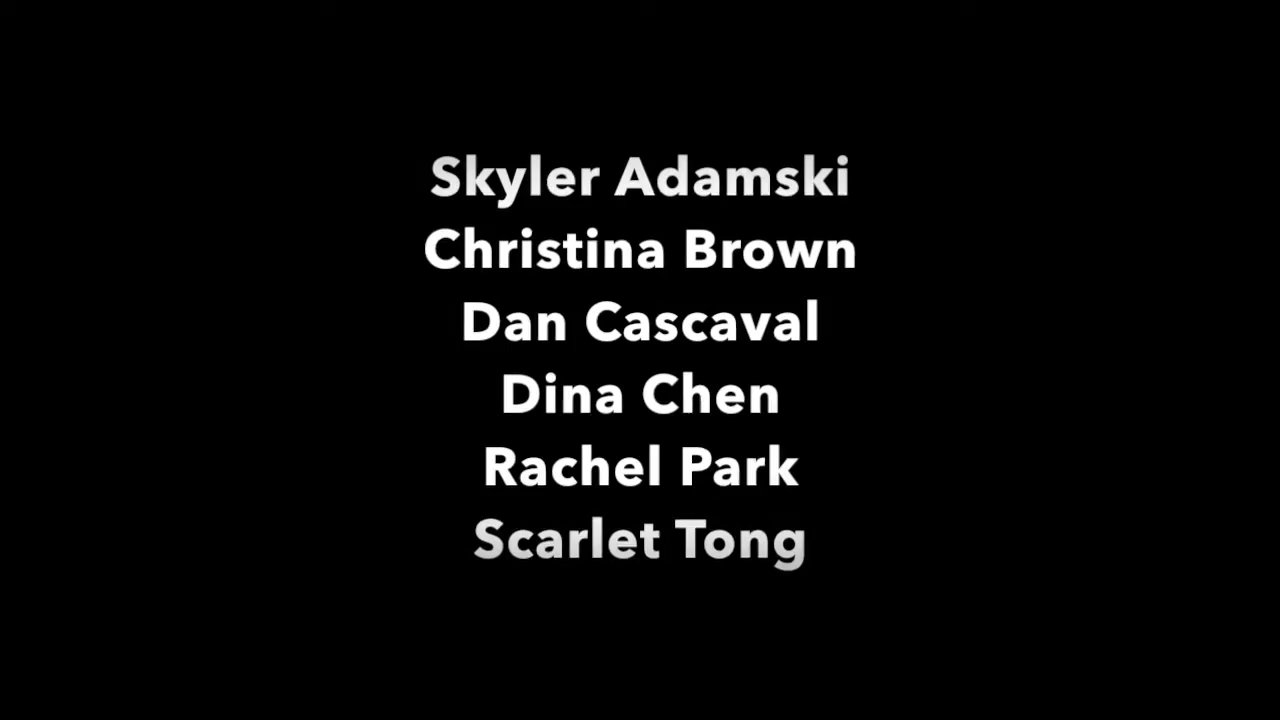 Skyler Adamski
Christina Brown
Dan Cascaval
Dina Chen
Rachel Park
Scarlet Tong